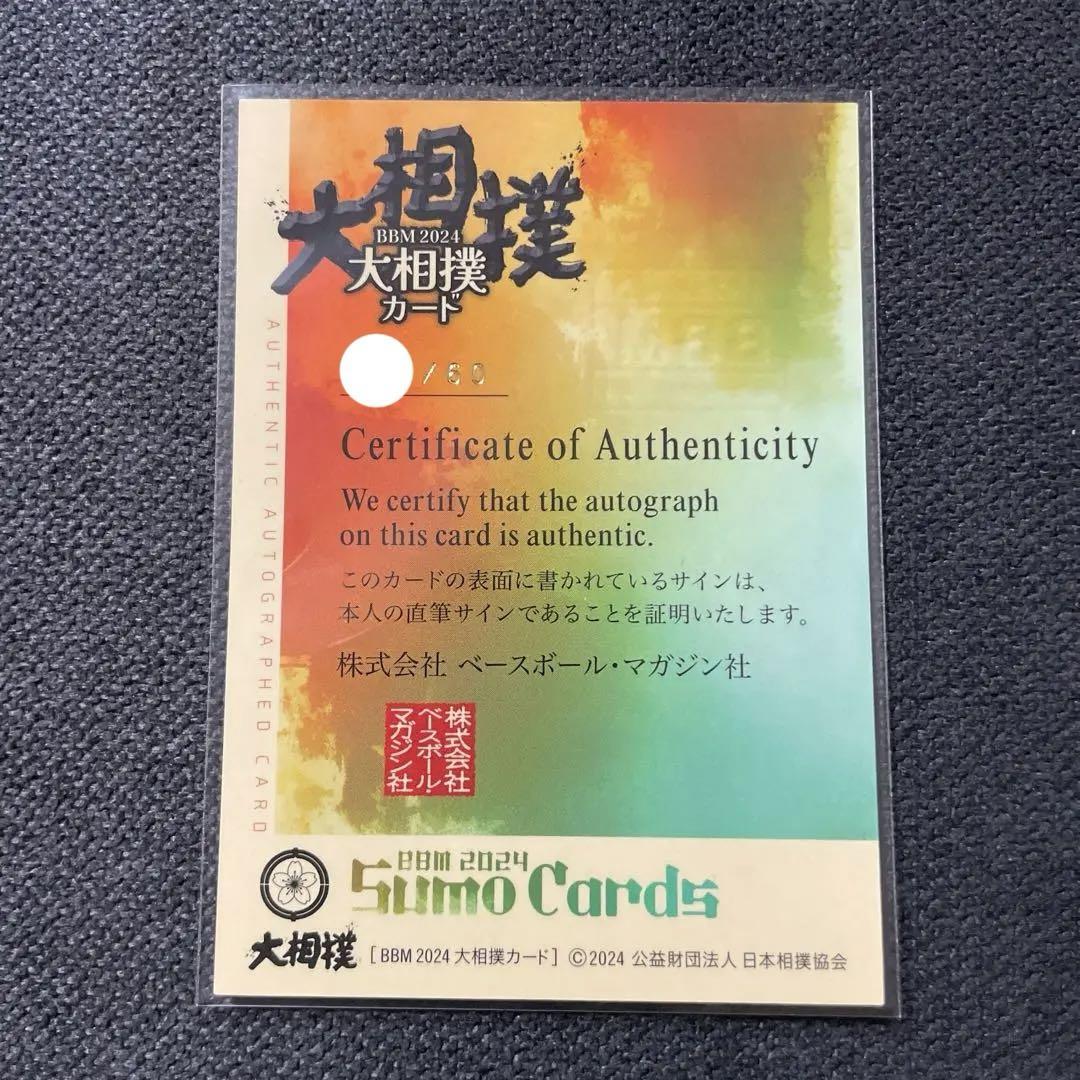 大相撲
BBM 2024
大相撲
カード
/60
AUTHENTIC AUTOGRAPHED CARD
Certificate of Authenticity
We certify that the autograph
on this card is authentic.
このカードの表面に書かれているサインは、
本人の直筆サインであることを証明いたします。
株式会社 ベースボール・マガジン社
株式会社
ベースボール・
マガジン社
BBM 2024
Sumo Cards
大相撲
[BBM 2024 大相撲カード] ©2024 公益財団法人 日本相撲協会